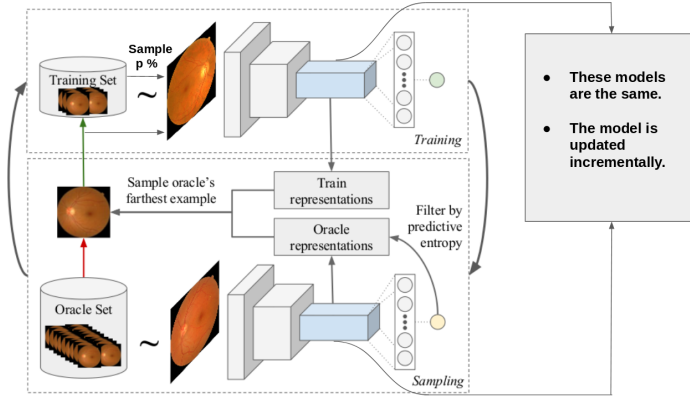 Sample
p %
Training Set
~
Training
● These models
are the same.
● The model is
updated
incrementally.
Sample oracle's
farthest example
Train
representations
Oracle
representations
Filter by
predictive
entropy
Oracle Set
~
Sampling